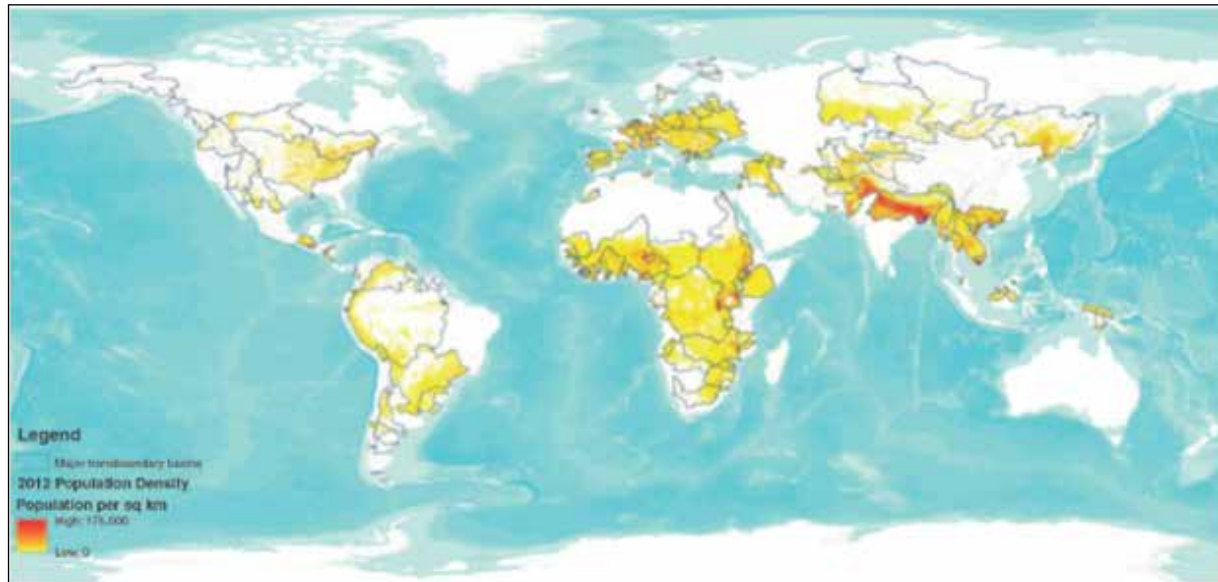 Legend
Major transboundary basins
2012 Population Density
Population per sq km
High: 175,000
Low: 0